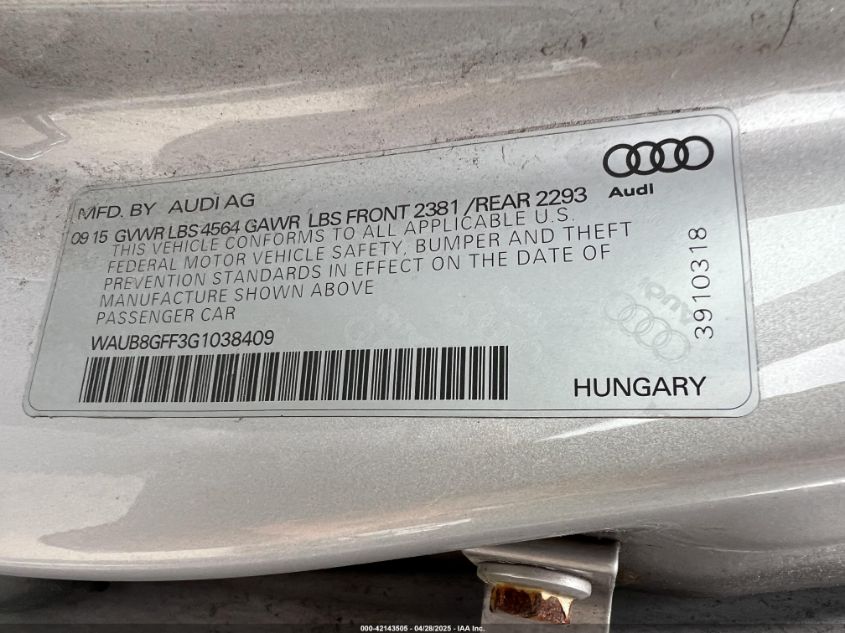 Audi
MFD. BY AUDI AG
09 15 GVWR LBS 4564 GAWR LBS FRONT 2381 /REAR 2293
THIS VEHICLE CONFORMS TO ALL APPLICABLE U.S.
FEDERAL MOTOR VEHICLE SAFETY, BUMPER AND THEFT
PREVENTION STANDARDS IN EFFECT ON THE DATE OF
MANUFACTURE SHOWN ABOVE
PASSENGER CAR
WAUB8GFF3G1038409
3910318
HUNGARY
000-42143505 - 04/28/2025 - IAA Inc.